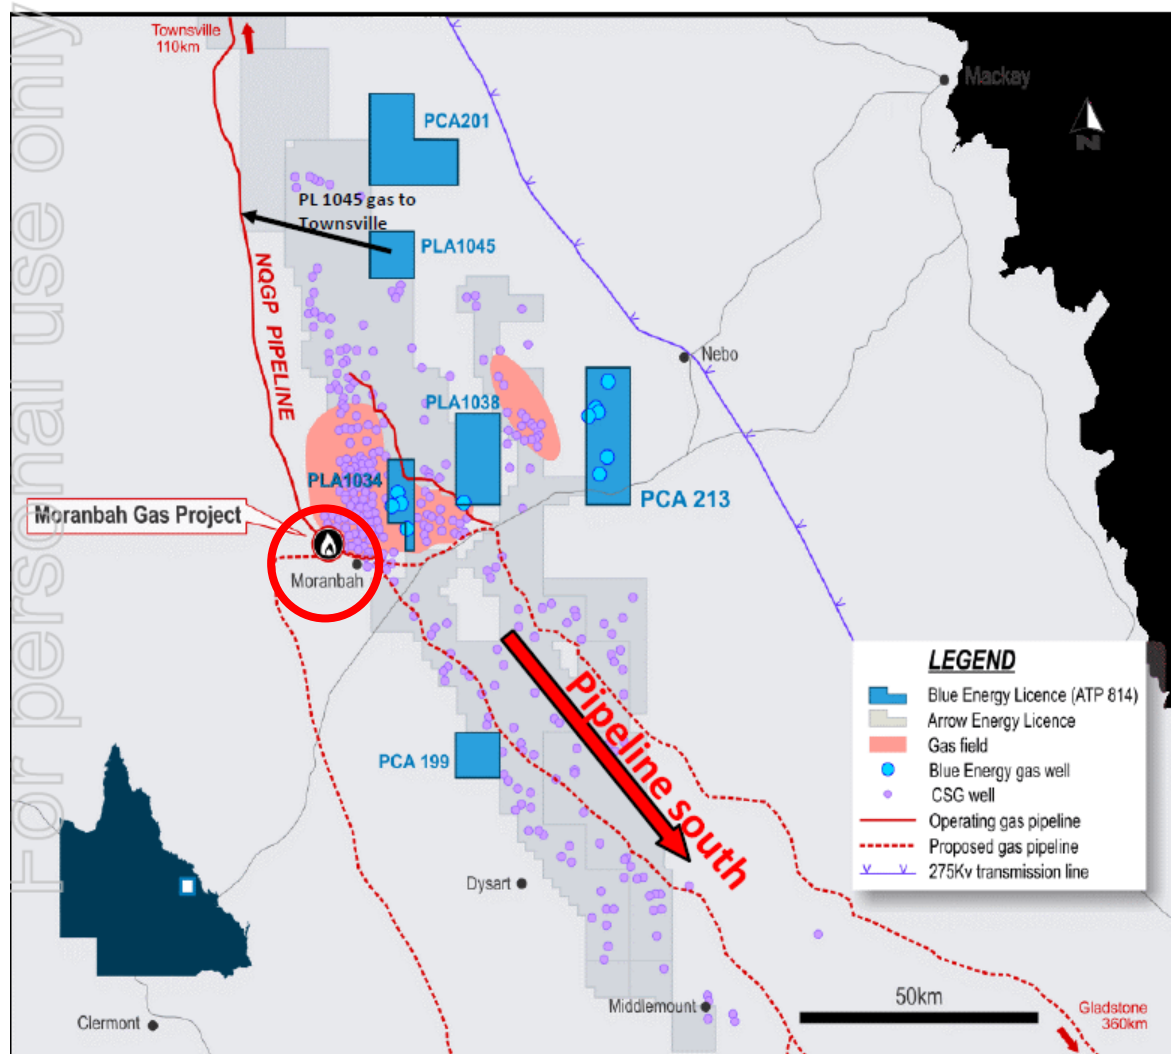 For personal use only
Townsville
110km
Mackay
N
PCA201
PL 1045 gas to
Townsville
PLA1045
NQGP PIPELINE
Nebo
PLA1038
PLA1034
PCA 213
Moranbah Gas Project
Moranbah
Pipeline south
PCA 199
Dysart
Middlemount
Clermont
LEGEND
Blue Energy Licence (ATP 814)
Arrow Energy Licence
Gas field
Blue Energy gas well
CSG well
Operating gas pipeline
Proposed gas pipeline
275Kv transmission line
50km
Gladstone
360km